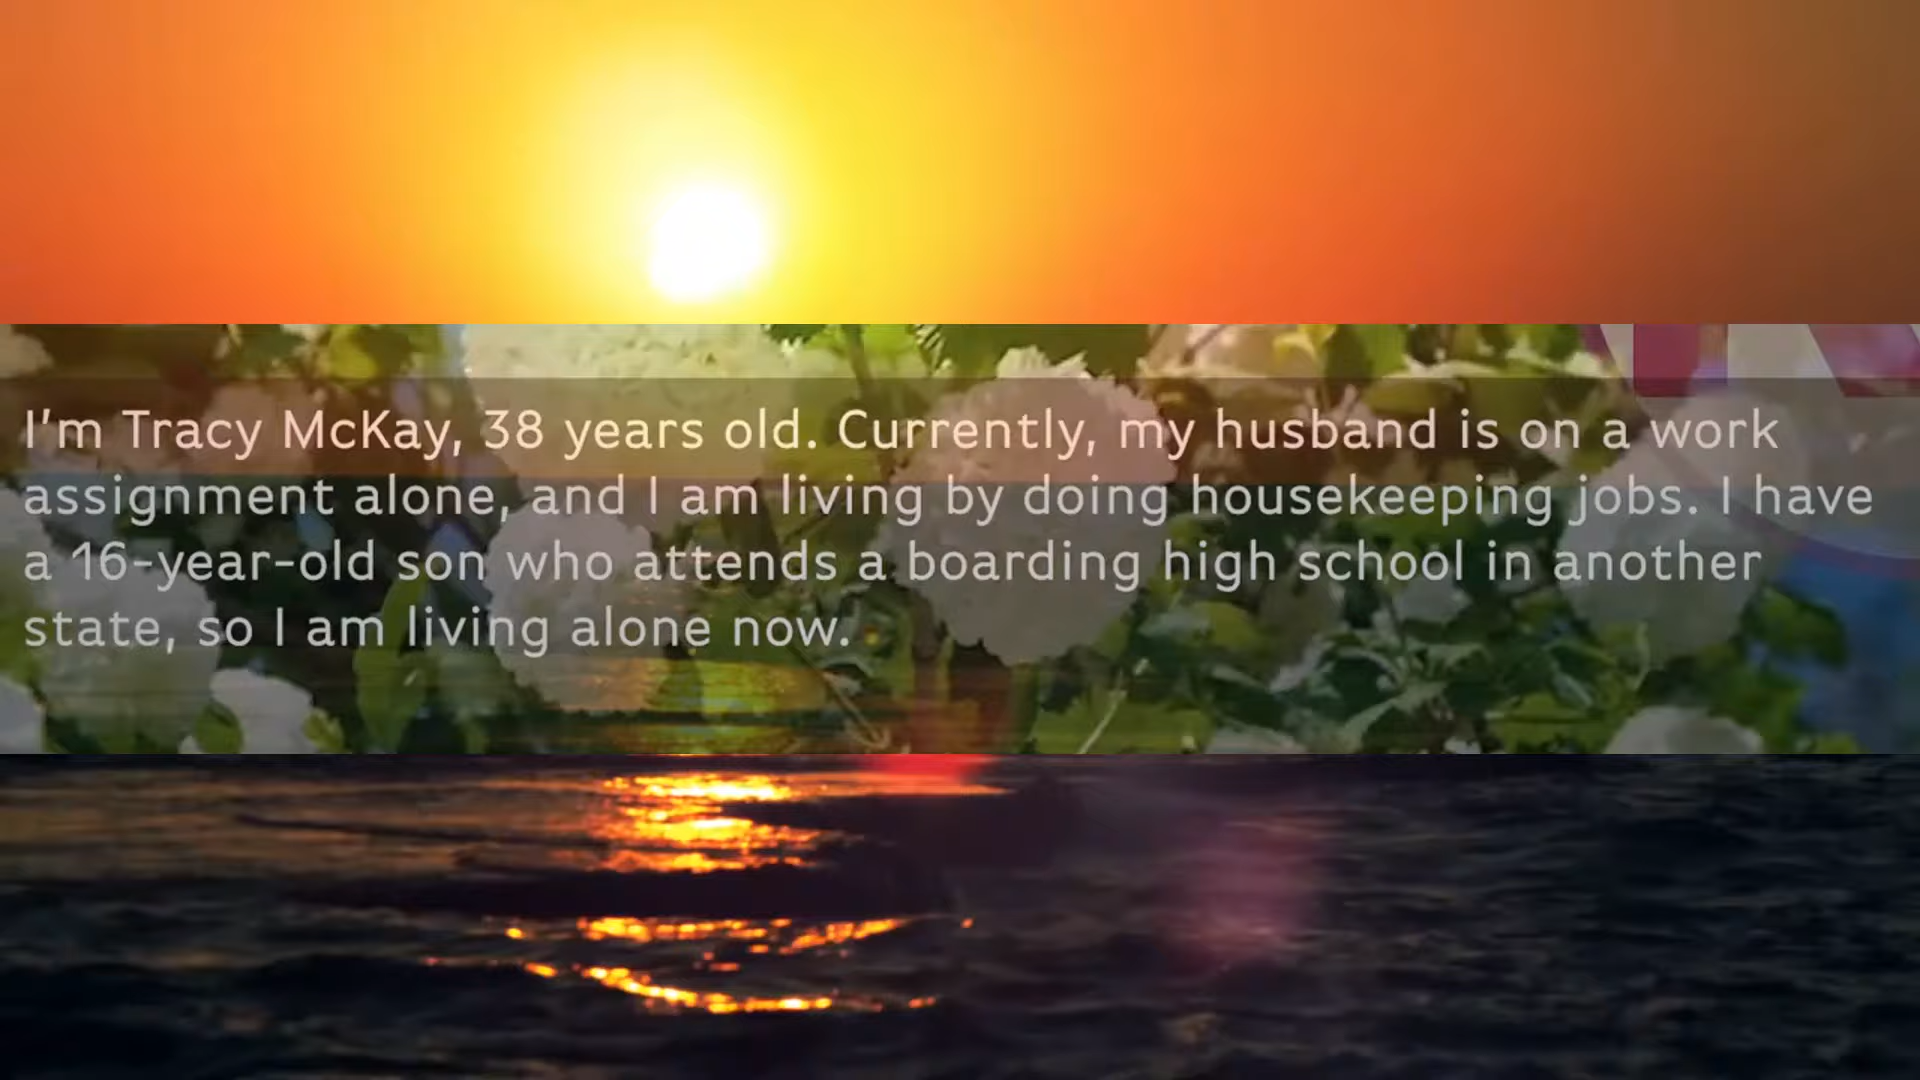 I'm Tracy McKay, 38 years old. Currently, my husband is on a work
assignment alone, and I am living by doing housekeeping jobs. I have
a 16-year-old son who attends a boarding high school in another
state, so I am living alone now.